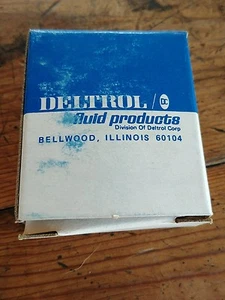 DELTROL
fluid products
Division Of Deltrol Corp
BELLWOOD, ILLINOIS 60104